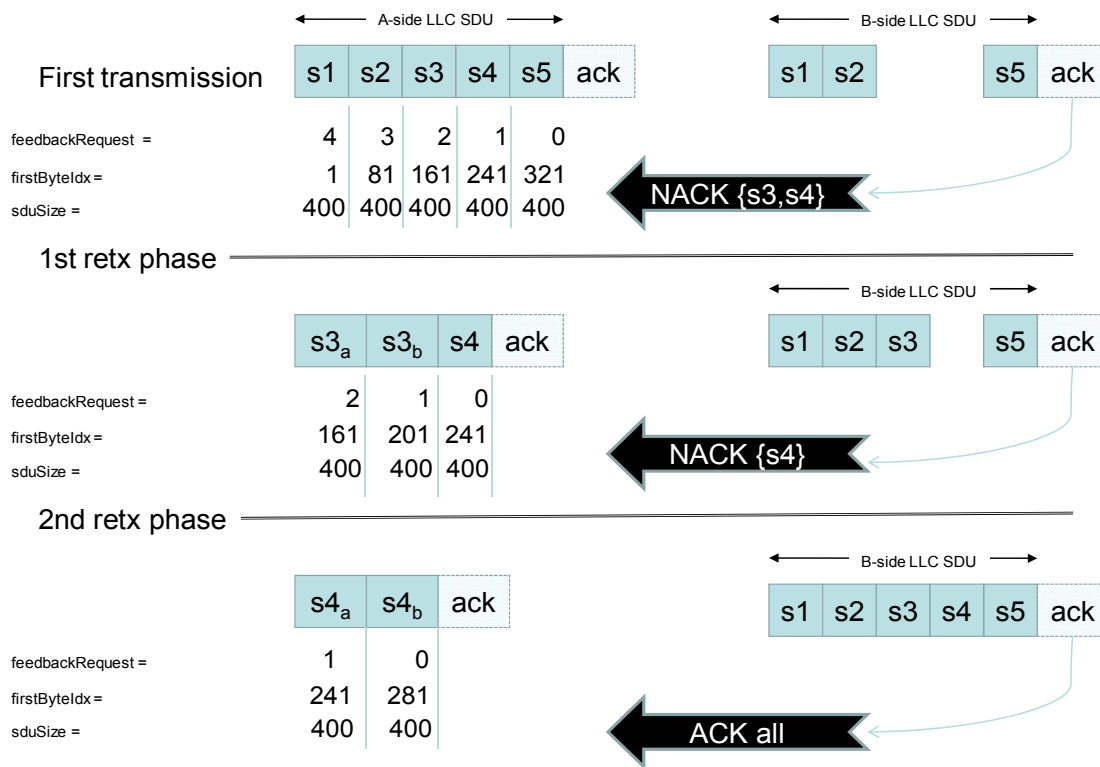 A-side LLC SDU B-side LLC SDU
First transmission s1 s2 s3 s4 s5 ack s1 s2 s5 ack
feedbackRequest = 4 3 2 1 0
firstByteIdx = 1 81 161 241 321
NACK {s3,s4}
sduSize = 400 400 400 400 400
1st retx phase
B-side LLC SDU
s3a s3b s4 ack s1 s2 s3 s5 ack
feedbackRequest = 2 1 0
firstByteIdx = 161 201 241
NACK {s4}
sduSize = 400 400 400
2nd retx phase
B-side LLC SDU
s4a s4b ack s1 s2 s3 s4 s5 ack
feedbackRequest = 1 0
firstByteIdx = 241 281
sduSize = 400 400
ACK all